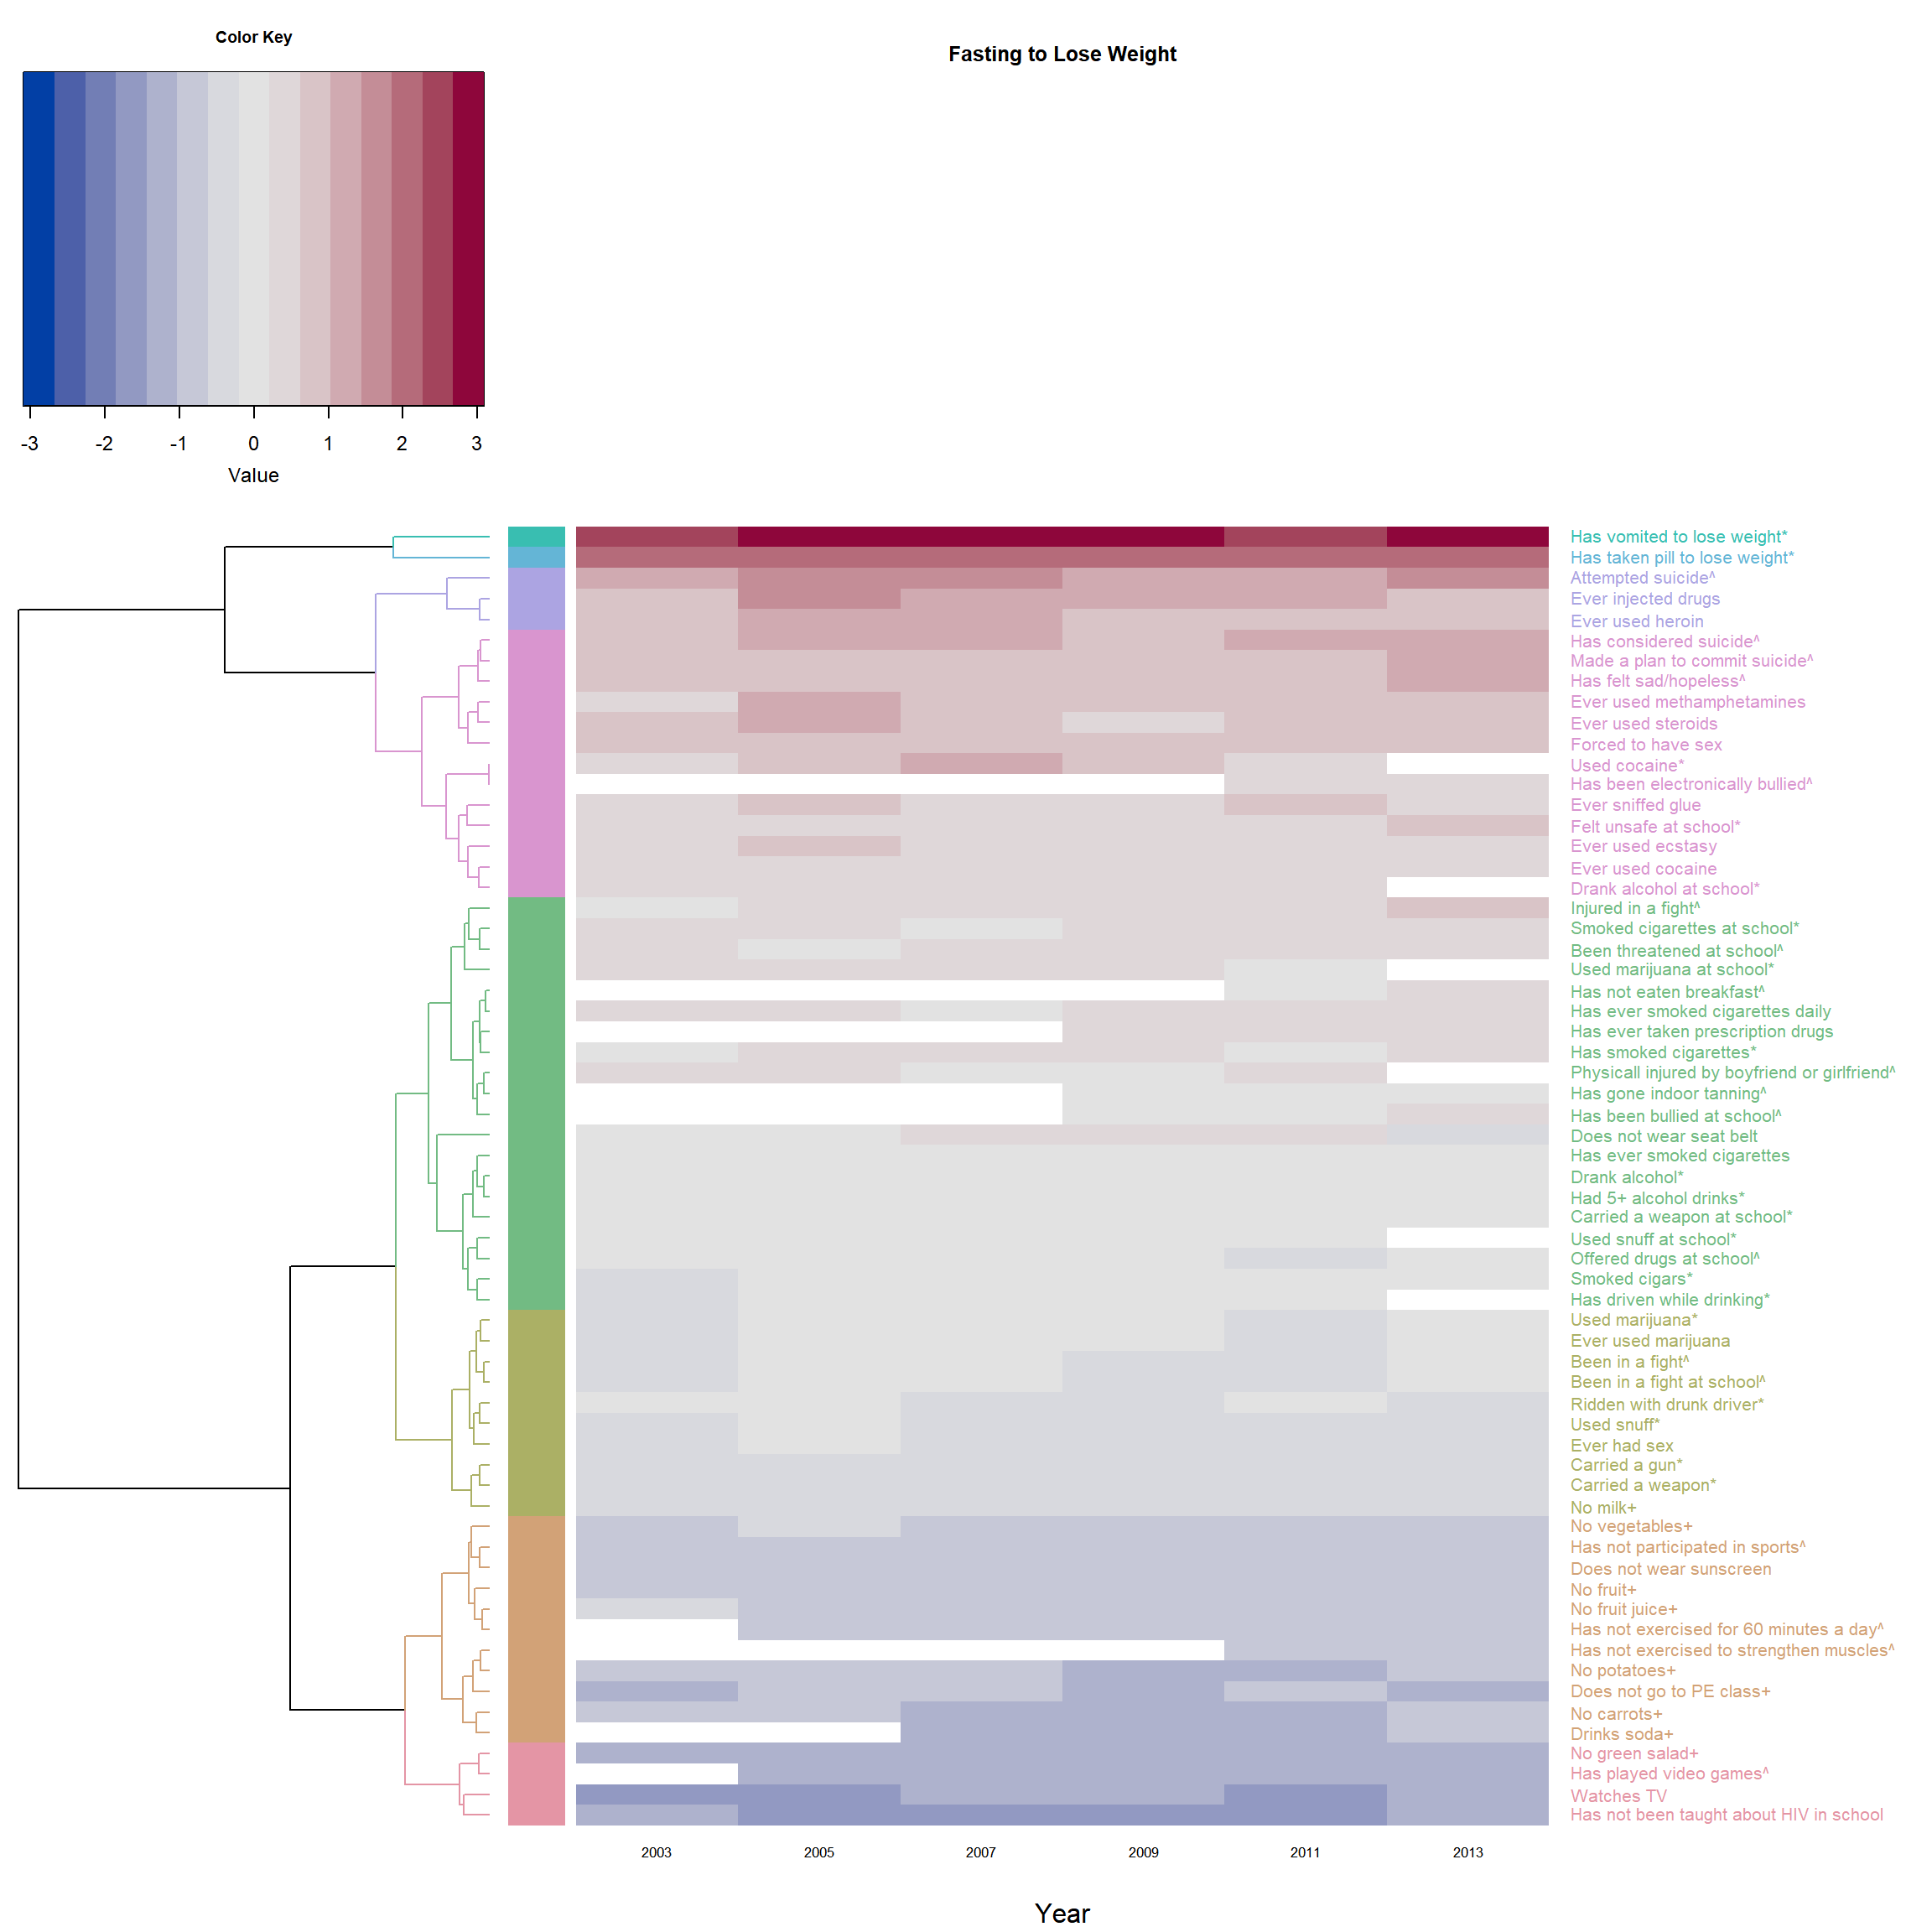 Color Key
Fasting to Lose Weight
-3 -2 -1 0 1 2 3
Value
Has vomited to lose weight*
Has taken pill to lose weight*
Attempted suicide^
Ever injected drugs
Ever used heroin
Has considered suicide^
Made a plan to commit suicide^
Has felt sad/hopeless^
Ever used methamphetamines
Ever used steroids
Forced to have sex
Used cocaine*
Has been electronically bullied^
Ever sniffed glue
Felt unsafe at school*
Ever used ecstasy
Ever used cocaine
Drank alcohol at school*
Injured in a fight^
Smoked cigarettes at school*
Been threatened at school^
Used marijuana at school*
Has not eaten breakfast^
Has ever smoked cigarettes daily
Has ever taken prescription drugs
Has smoked cigarettes*
Physicall injured by boyfriend or girlfriend^
Has gone indoor tanning^
Has been bullied at school^
Does not wear seat belt
Has ever smoked cigarettes
Drank alcohol*
Had 5+ alcohol drinks*
Carried a weapon at school*
Used snuff at school*
Offered drugs at school^
Smoked cigars*
Has driven while drinking*
Used marijuana*
Ever used marijuana
Been in a fight^
Been in a fight at school^
Ridden with drunk driver*
Used snuff*
Ever had sex
Carried a gun*
Carried a weapon*
No milk+
No vegetables+
Has not participated in sports^
Does not wear sunscreen
No fruit+
No fruit juice+
Has not exercised for 60 minutes a day^
Has not exercised to strengthen muscles^
No potatoes+
Does not go to PE class+
No carrots+
Drinks soda+
No green salad+
Has played video games^
Watches TV
Has not been taught about HIV in school
2003 2005 2007 2009 2011 2013
Year